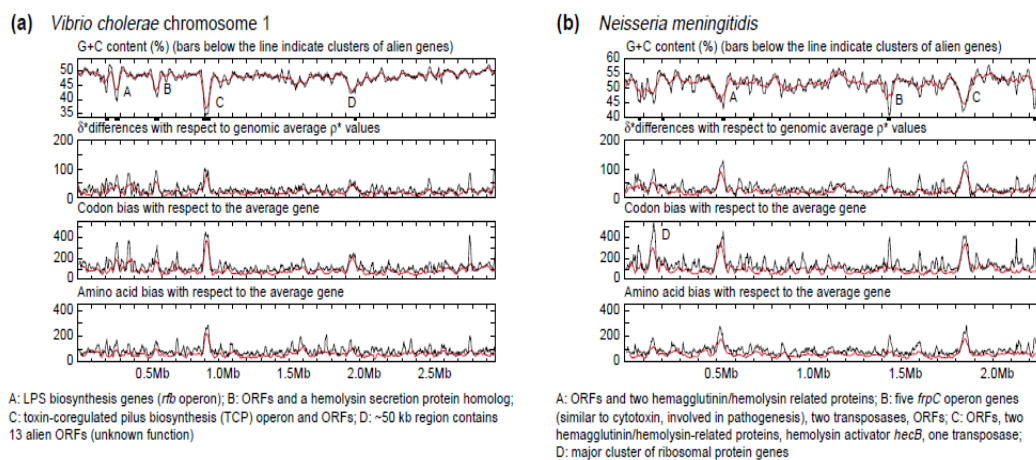 (a) Vibrio cholerae chromosome 1
G+C content (%) (bars below the line indicate clusters of alien genes)
50
45
40
35
A
B
C
D
δ*differences with respect to genomic average ρ* values
200
100
0
Codon bias with respect to the average gene
400
200
0
Amino acid bias with respect to the average gene
400
200
0
0.5Mb 1.0Mb 1.5Mb 2.0Mb 2.5Mb
A: LPS biosynthesis genes (rfb operon); B: ORFs and a hemolysin secretion protein homolog;
C: toxin-coregulated pilus biosynthesis (TCP) operon and ORFs; D: ~50 kb region contains
13 alien ORFs (unknown function)
(b) Neisseria meningitidis
G+C content (%) (bars below the line indicate clusters of alien genes)
60
55
50
45
40
A
B
C
δ*differences with respect to genomic average ρ* values
200
100
0
Codon bias with respect to the average gene
400
200
0
D
Amino acid bias with respect to the average gene
400
200
0
0.5Mb 1.0Mb 1.5Mb 2.0Mb
A: ORFs and two hemagglutinin/hemolysin related proteins; B: five frpC operon genes
(similar to cytotoxin, involved in pathogenesis), two transposases, ORFs; C: ORFs, two
hemagglutinin/hemolysin-related proteins, hemolysin activator hecB, one transposase;
D: major cluster of ribosomal protein genes